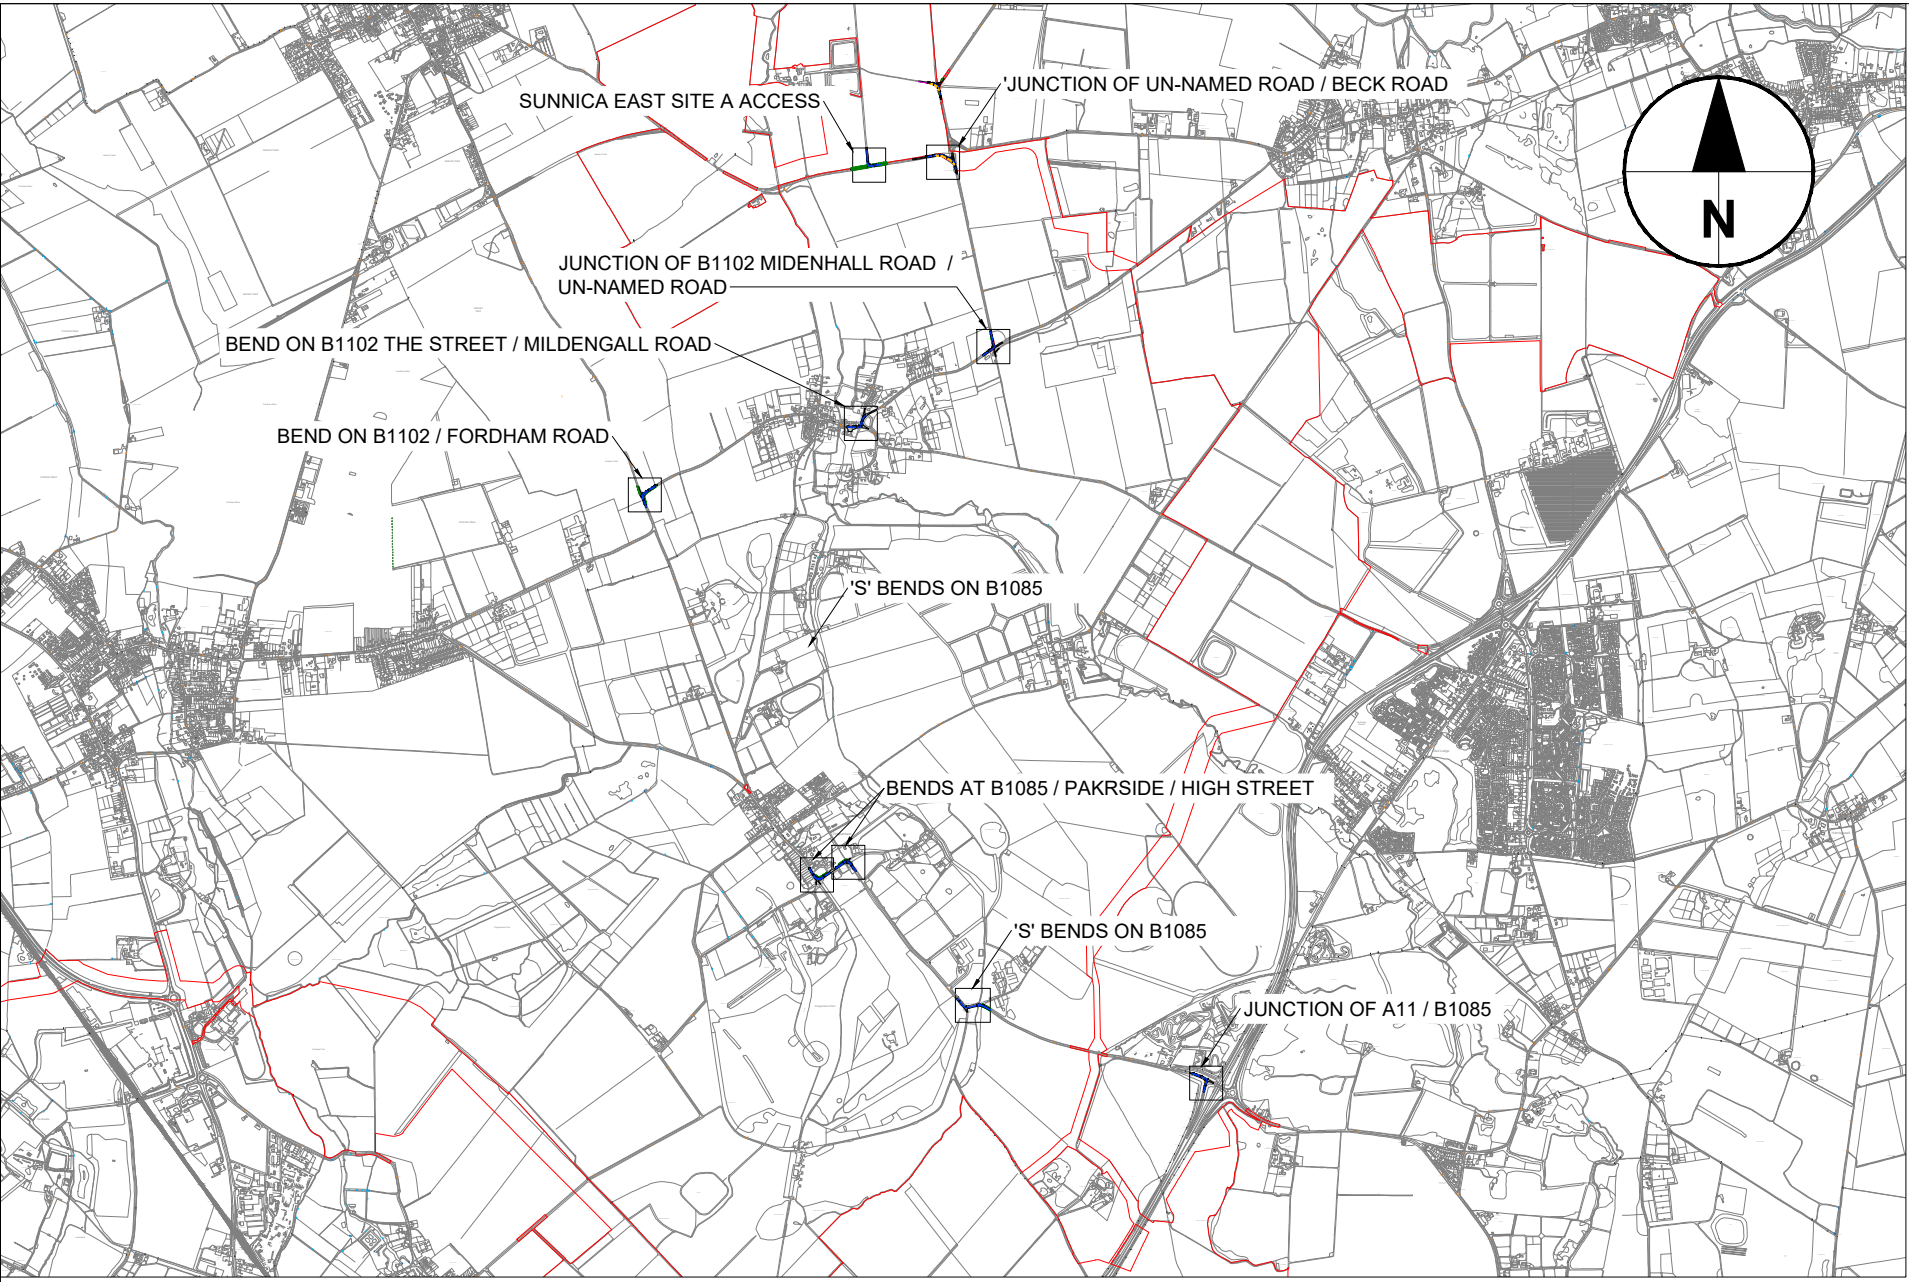 'JUNCTION OF UN-NAMED ROAD / BECK ROAD
SUNNICA EAST SITE A ACCESS
N
JUNCTION OF B1102 MIDENHALL ROAD /
UN-NAMED ROAD
BEND ON B1102 THE STREET / MILDENGALL ROAD
BEND ON B1102 / FORDHAM ROAD
'S' BENDS ON B1085
BENDS AT B1085 / PAKRSIDE / HIGH STREET
'S' BENDS ON B1085
JUNCTION OF A11 / B1085